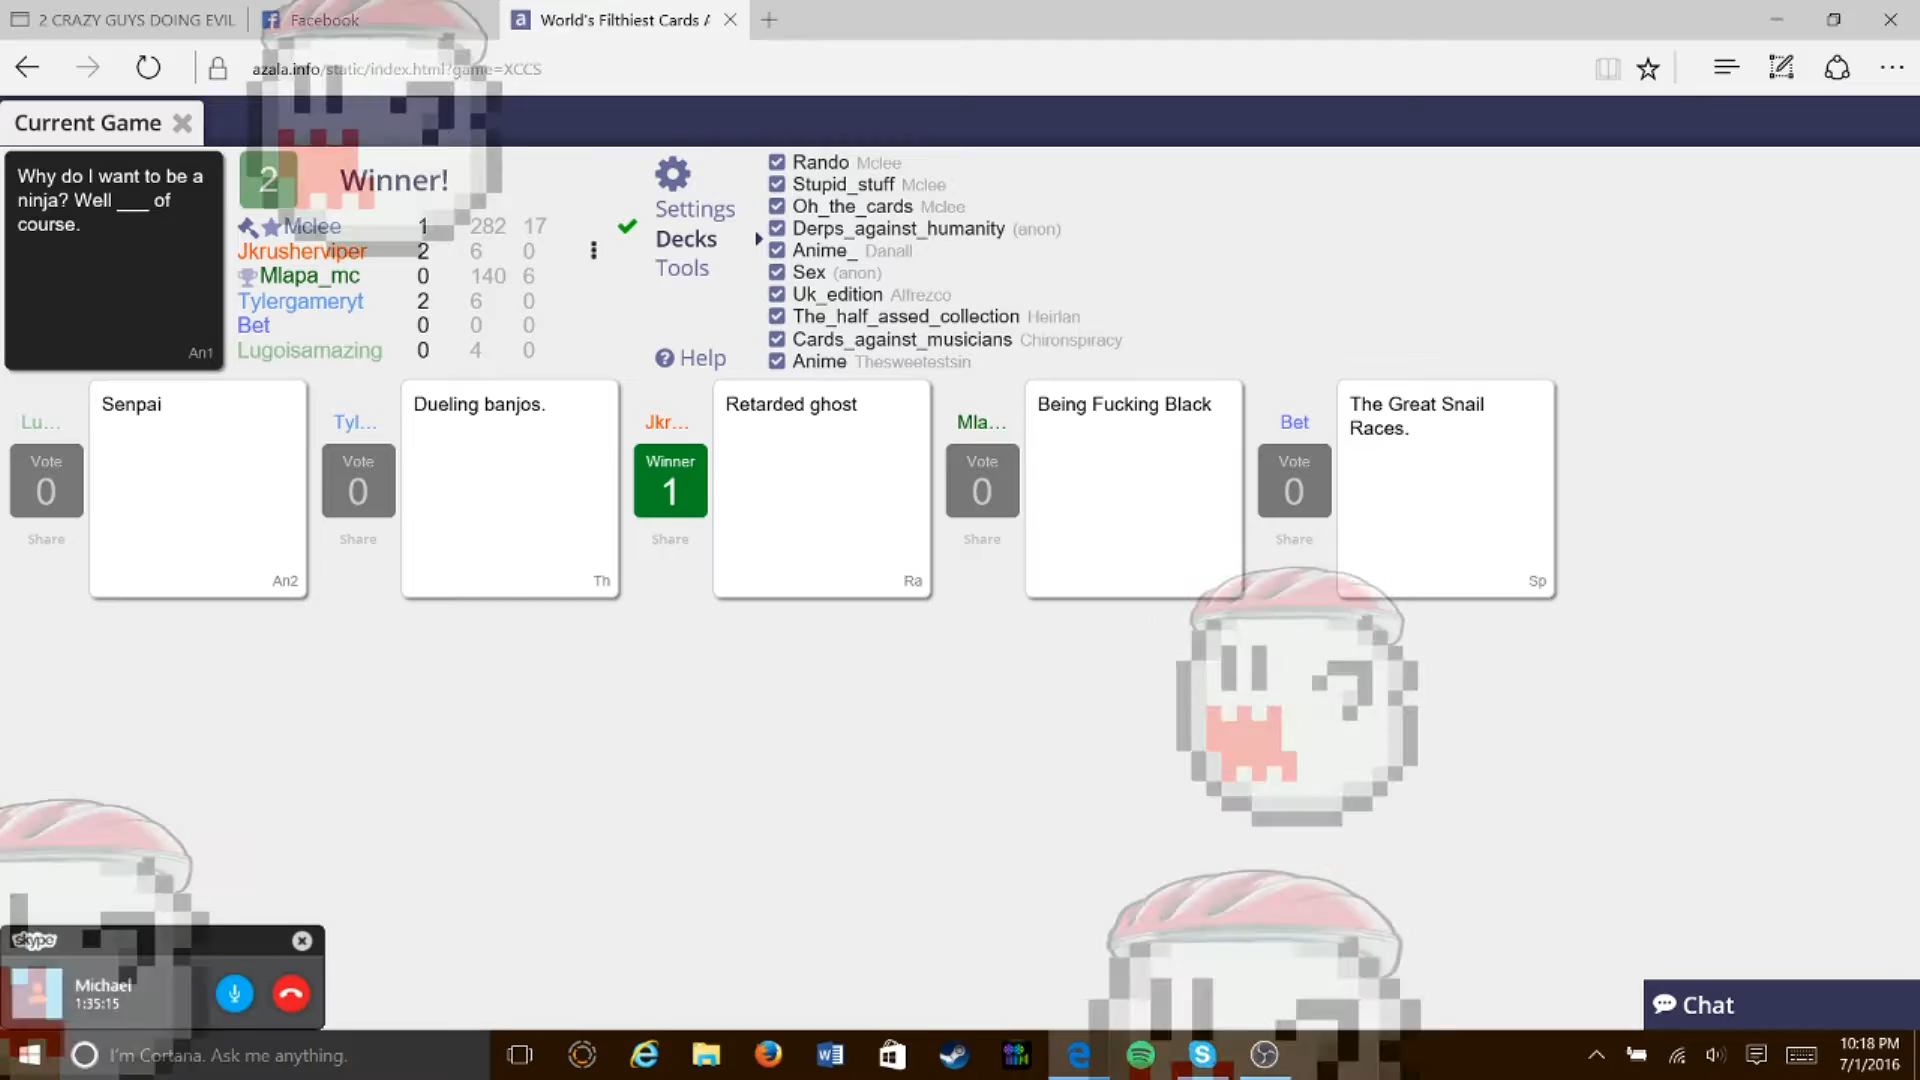 2 CRAZY GUYS DOING EVIL
Facebook
World's Filthiest Cards A
azala.info/static/index.html?game=XCCS
Current Game
Why do I want to be a
ninja? Well ___ of
course.
An1
2 Winner!
Mclee 1 282 17
Jkrusherviper 2 6 0
Mlapa_mc 0 140 6
Tylergameryt 2 6 0
Bet 0 0 0
Lugoisamazing 0 4 0
Settings
Decks
Tools
Help
Rando Mclee
Stupid_stuff Mclee
Oh_the_cards Mclee
Derps_against_humanity (anon)
Anime_ Danall
Sex (anon)
Uk_edition Alfrezco
The_half_assed_collection Heirlan
Cards_against_musicians Chironspiracy
Anime Thesweetestsin
Lu...
Vote
0
Share
Senpai
An2
Tyl...
Vote
0
Share
Dueling banjos.
Th
Jkr...
Winner
1
Share
Retarded ghost
Ra
Mla...
Vote
0
Share
Being Fucking Black
Bet
Vote
0
Share
The Great Snail
Races.
Sp
skype
Michael
1:35:15
Chat
I'm Cortana. Ask me anything.
10:18 PM
7/1/2016